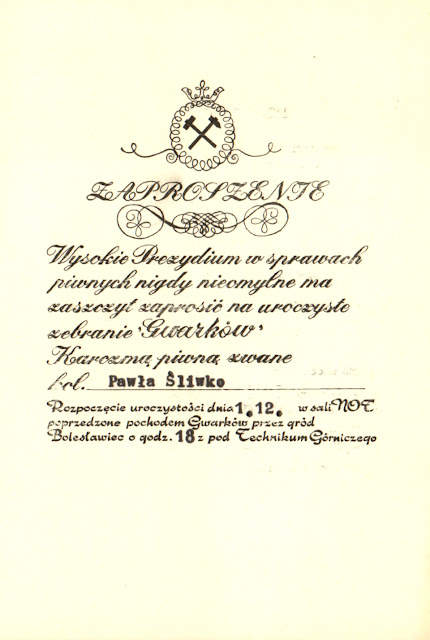 ZAPROSZENIE
Wysokie Prezydium w sprawach
piwnych nigdy nieomylne ma
zaszczyt zaprosić na uroczyste
zebranie "Gwarków"
Karczmą piwną zwane
kol. Pawła Śliwko
Rozpoczęcie uroczystości dnia 1.12. w sali NOT
poprzedzone pochodem Gwarków przez gród
Bolesławiec o godz. 18 z pod Technikum Górniczego